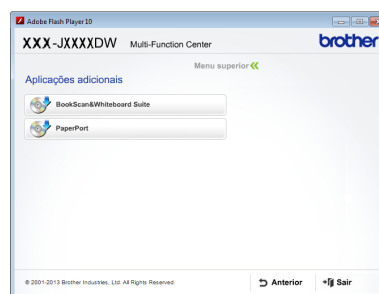 Adobe Flash Player 10
XXX-JXXXXDW Multi-Function Center brother
Menu superior
Aplicações adicionais
BookScan&Whiteboard Suite
PaperPort
© 2001-2013 Brother Industries, Ltd. All Rights Reserved. Anterior Sair